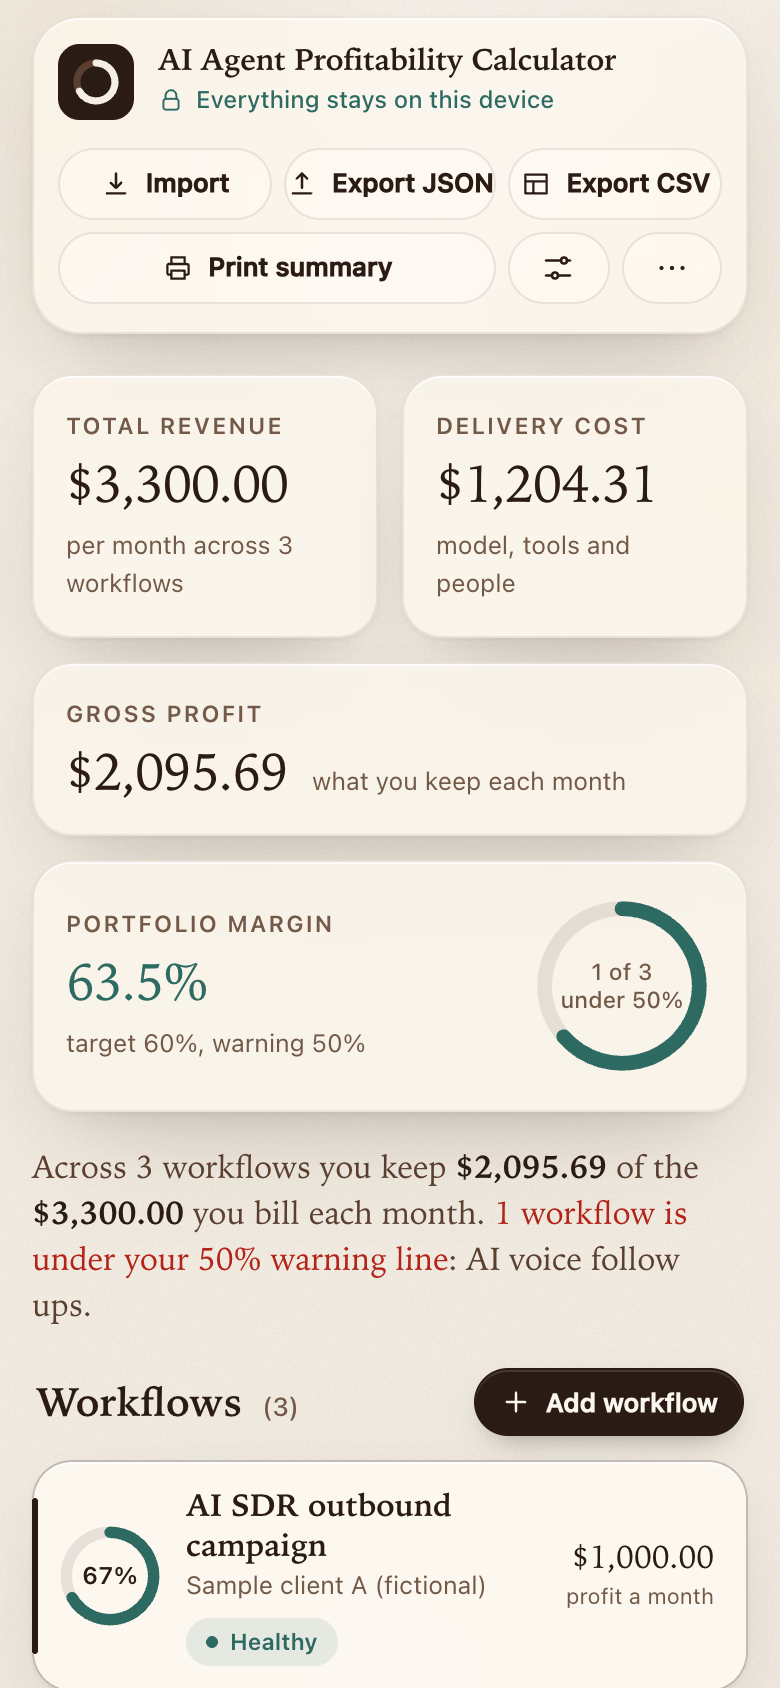 AI Agent Profitability Calculator
Everything stays on this device
Import
Export JSON
Export CSV
Print summary
TOTAL REVENUE
$3,300.00
per month across 3
workflows
DELIVERY COST
$1,204.31
model, tools and
people
GROSS PROFIT
$2,095.69 what you keep each month
PORTFOLIO MARGIN
63.5%
target 60%, warning 50%
1 of 3
under 50%
Across 3 workflows you keep $2,095.69 of the
$3,300.00 you bill each month. 1 workflow is
under your 50% warning line: AI voice follow
ups.
Workflows (3)
Add workflow
67%
AI SDR outbound
campaign
Sample client A (fictional)
Healthy
$1,000.00
profit a month